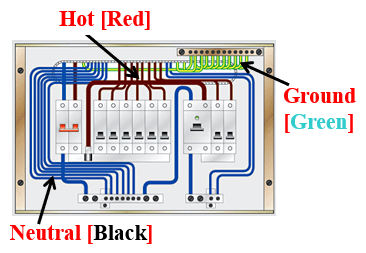 Hot [Red]
Ground
[Green]
Neutral [Black]